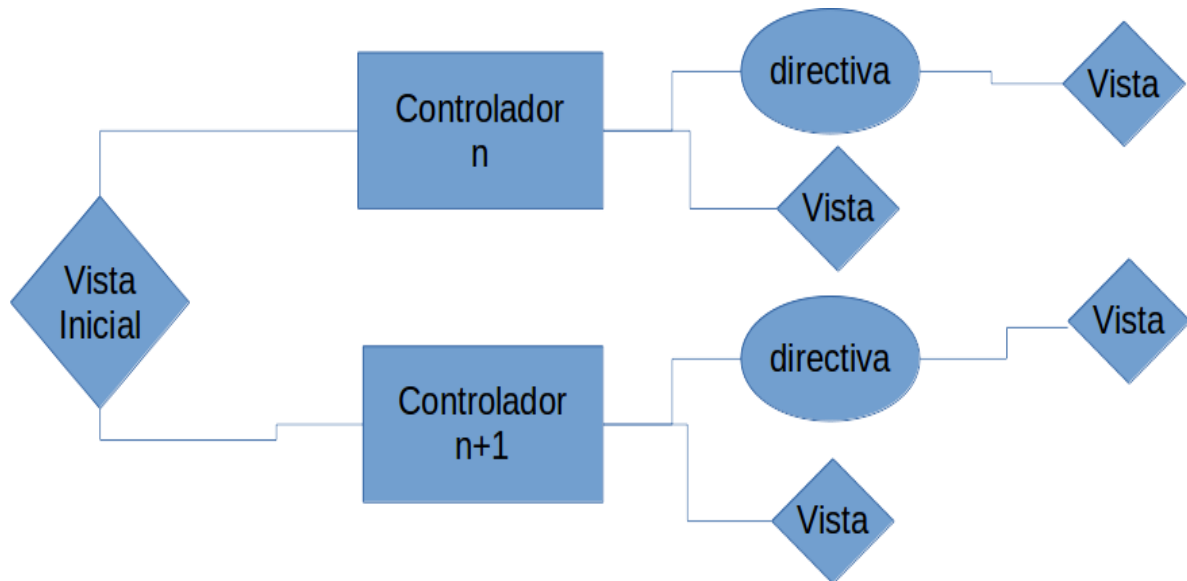 Controlador
n
directiva
Vista
Vista
Vista
Inicial
Controlador
n+1
directiva
Vista
Vista